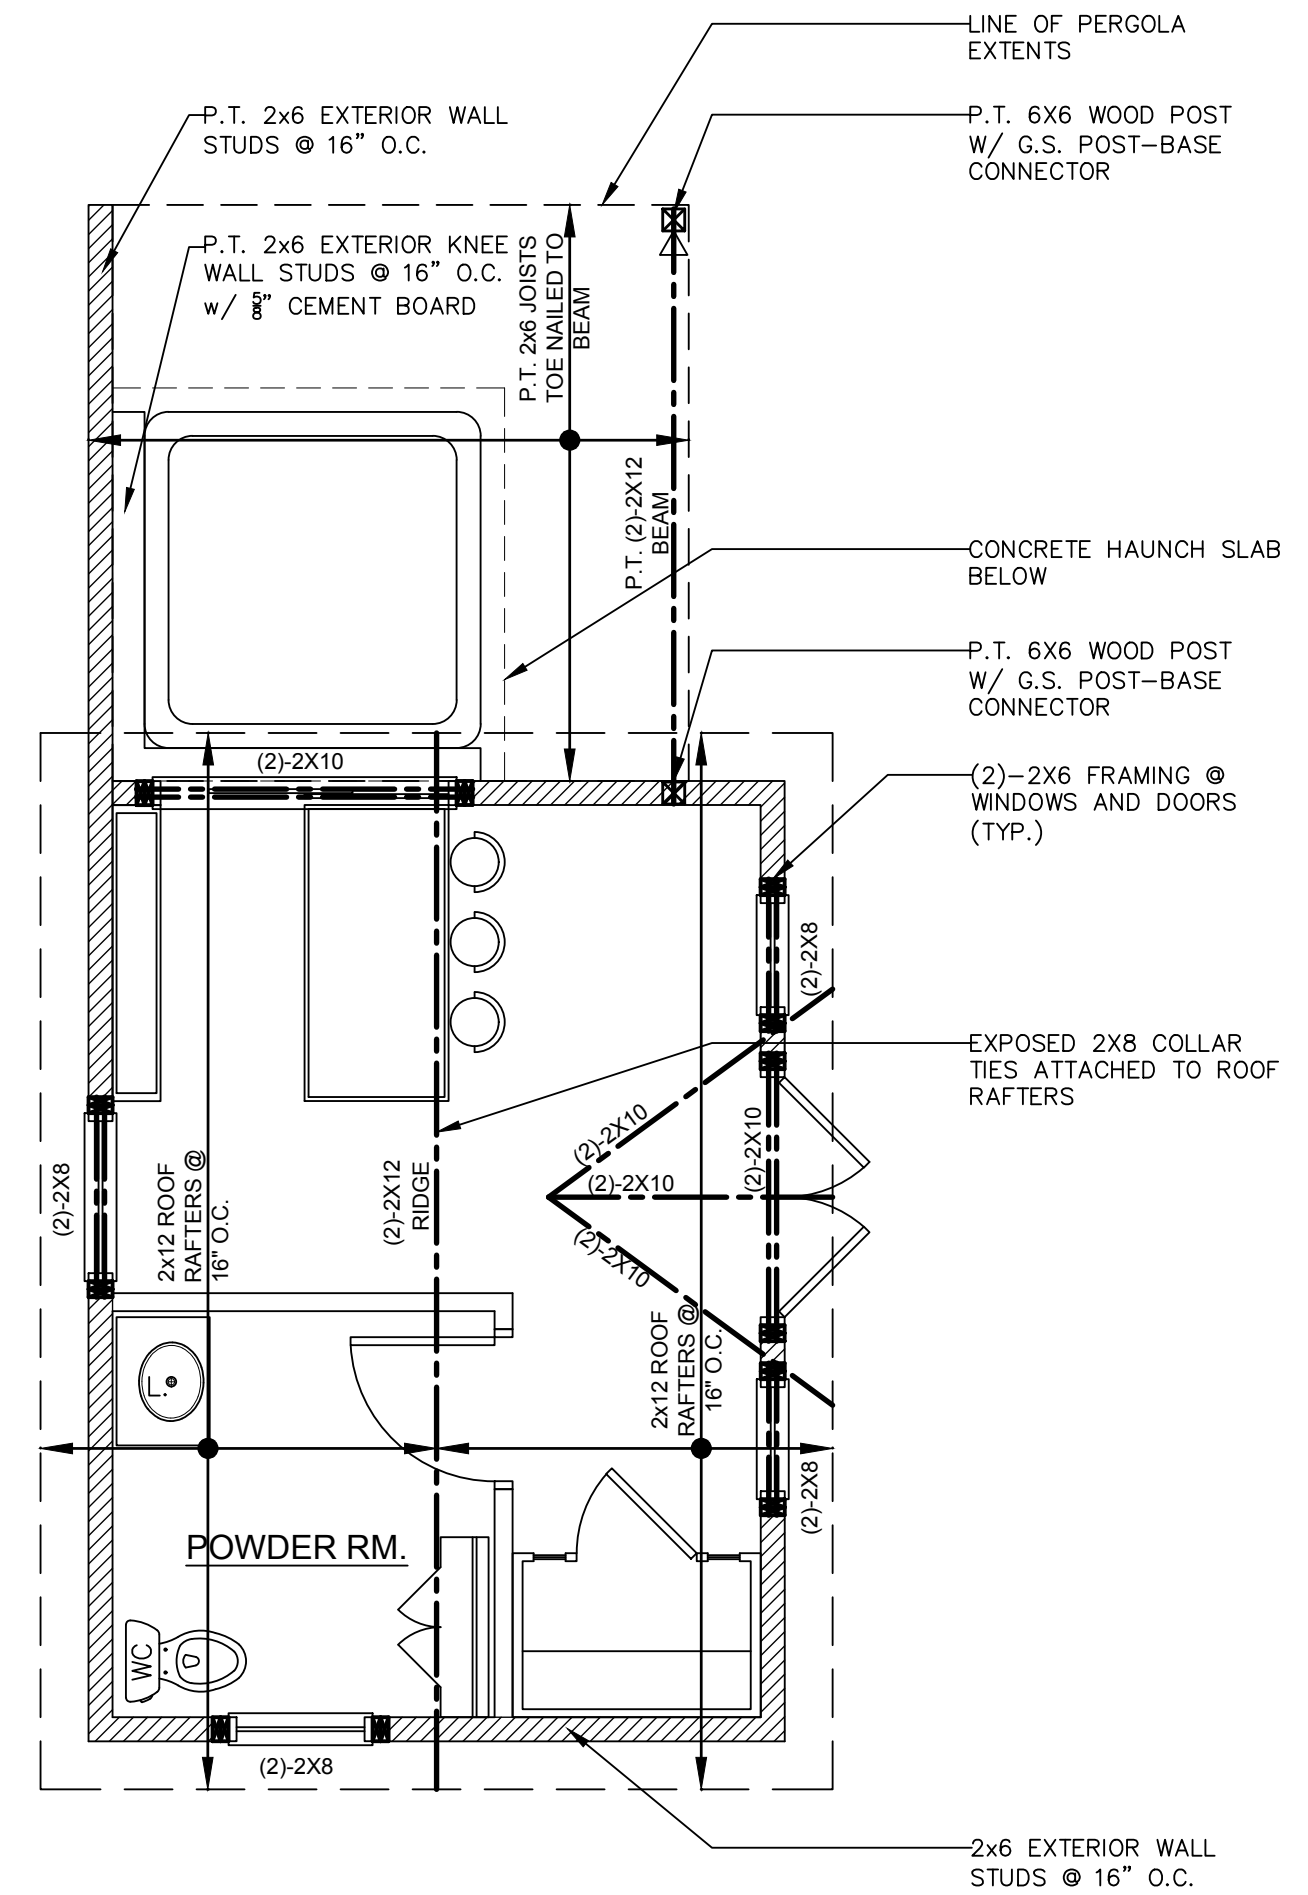 LINE OF PERGOLA
EXTENTS
P.T. 2x6 EXTERIOR WALL
STUDS @ 16" O.C.
P.T. 6X6 WOOD POST
W/ G.S. POST-BASE
CONNECTOR
P.T. 2x6 EXTERIOR KNEE
WALL STUDS @ 16" O.C.
w/ 5/8" CEMENT BOARD
P.T. 2x6 JOISTS
TOE NAILED TO
BEAM
P.T. (2)-2X12
BEAM
CONCRETE HAUNCH SLAB
BELOW
P.T. 6X6 WOOD POST
W/ G.S. POST-BASE
CONNECTOR
(2)-2X10
(2)-2X6 FRAMING @
WINDOWS AND DOORS
(TYP.)
(2)-2X8
EXPOSED 2X8 COLLAR
TIES ATTACHED TO ROOF
RAFTERS
(2)-2X10
(2)-2X10
(2)-2X10
(2)-2X10
(2)-2X8
2x12 ROOF
RAFTERS @
16" O.C.
(2)-2X12
RIDGE
2x12 ROOF
RAFTERS @
16" O.C.
L.
(2)-2X8
POWDER RM.
WC
(2)-2X8
2x6 EXTERIOR WALL
STUDS @ 16" O.C.